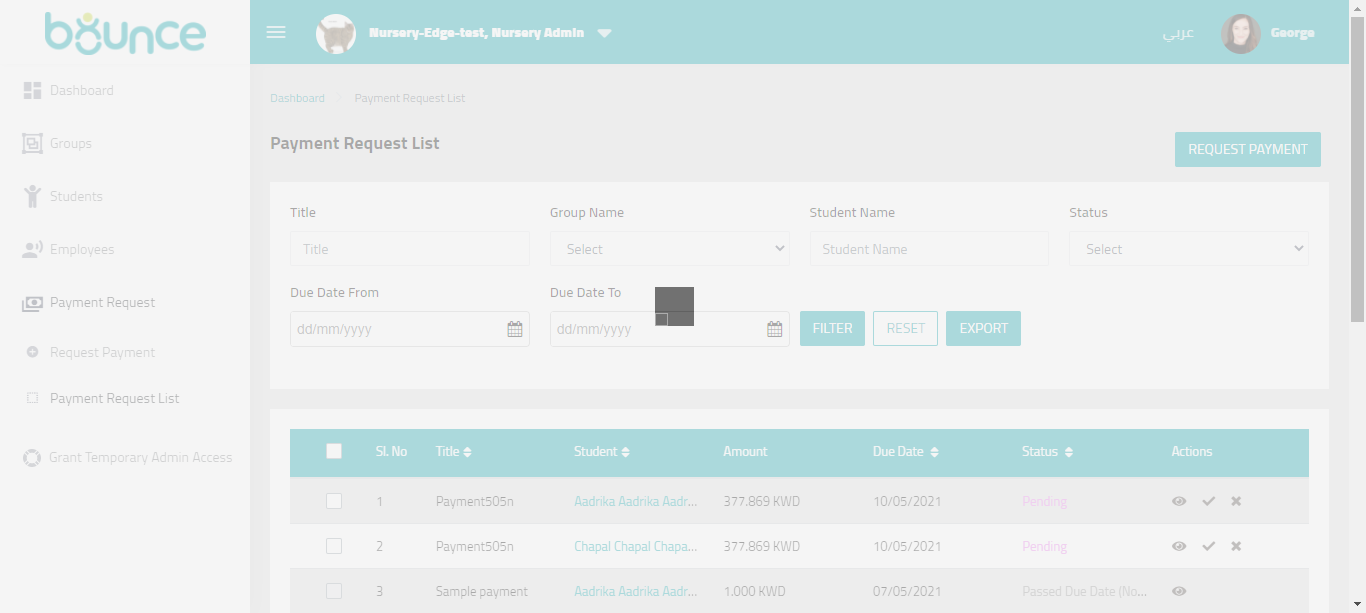 bounce
Nursery-Edge-test, Nursery Admin
عربي
George
Dashboard
Groups
Students
Employees
Payment Request
Request Payment
Payment Request List
Grant Temporary Admin Access
Dashboard
Payment Request List
Payment Request List
REQUEST PAYMENT
Title Group Name Student Name Status
Title Select Student Name Select
Due Date From Due Date To
dd/mm/yyyy dd/mm/yyyy FILTER RESET EXPORT
Sl. No Title Student Amount Due Date Status Actions
1 Payment505n Aadrika Aadrika Aadr... 377.869 KWD 10/05/2021 Pending
2 Payment505n Chapal Chapal Chapa... 377.869 KWD 10/05/2021 Pending
3 Sample payment Aadrika Aadrika Aadr... 1.000 KWD 07/05/2021 Passed Due Date (No...